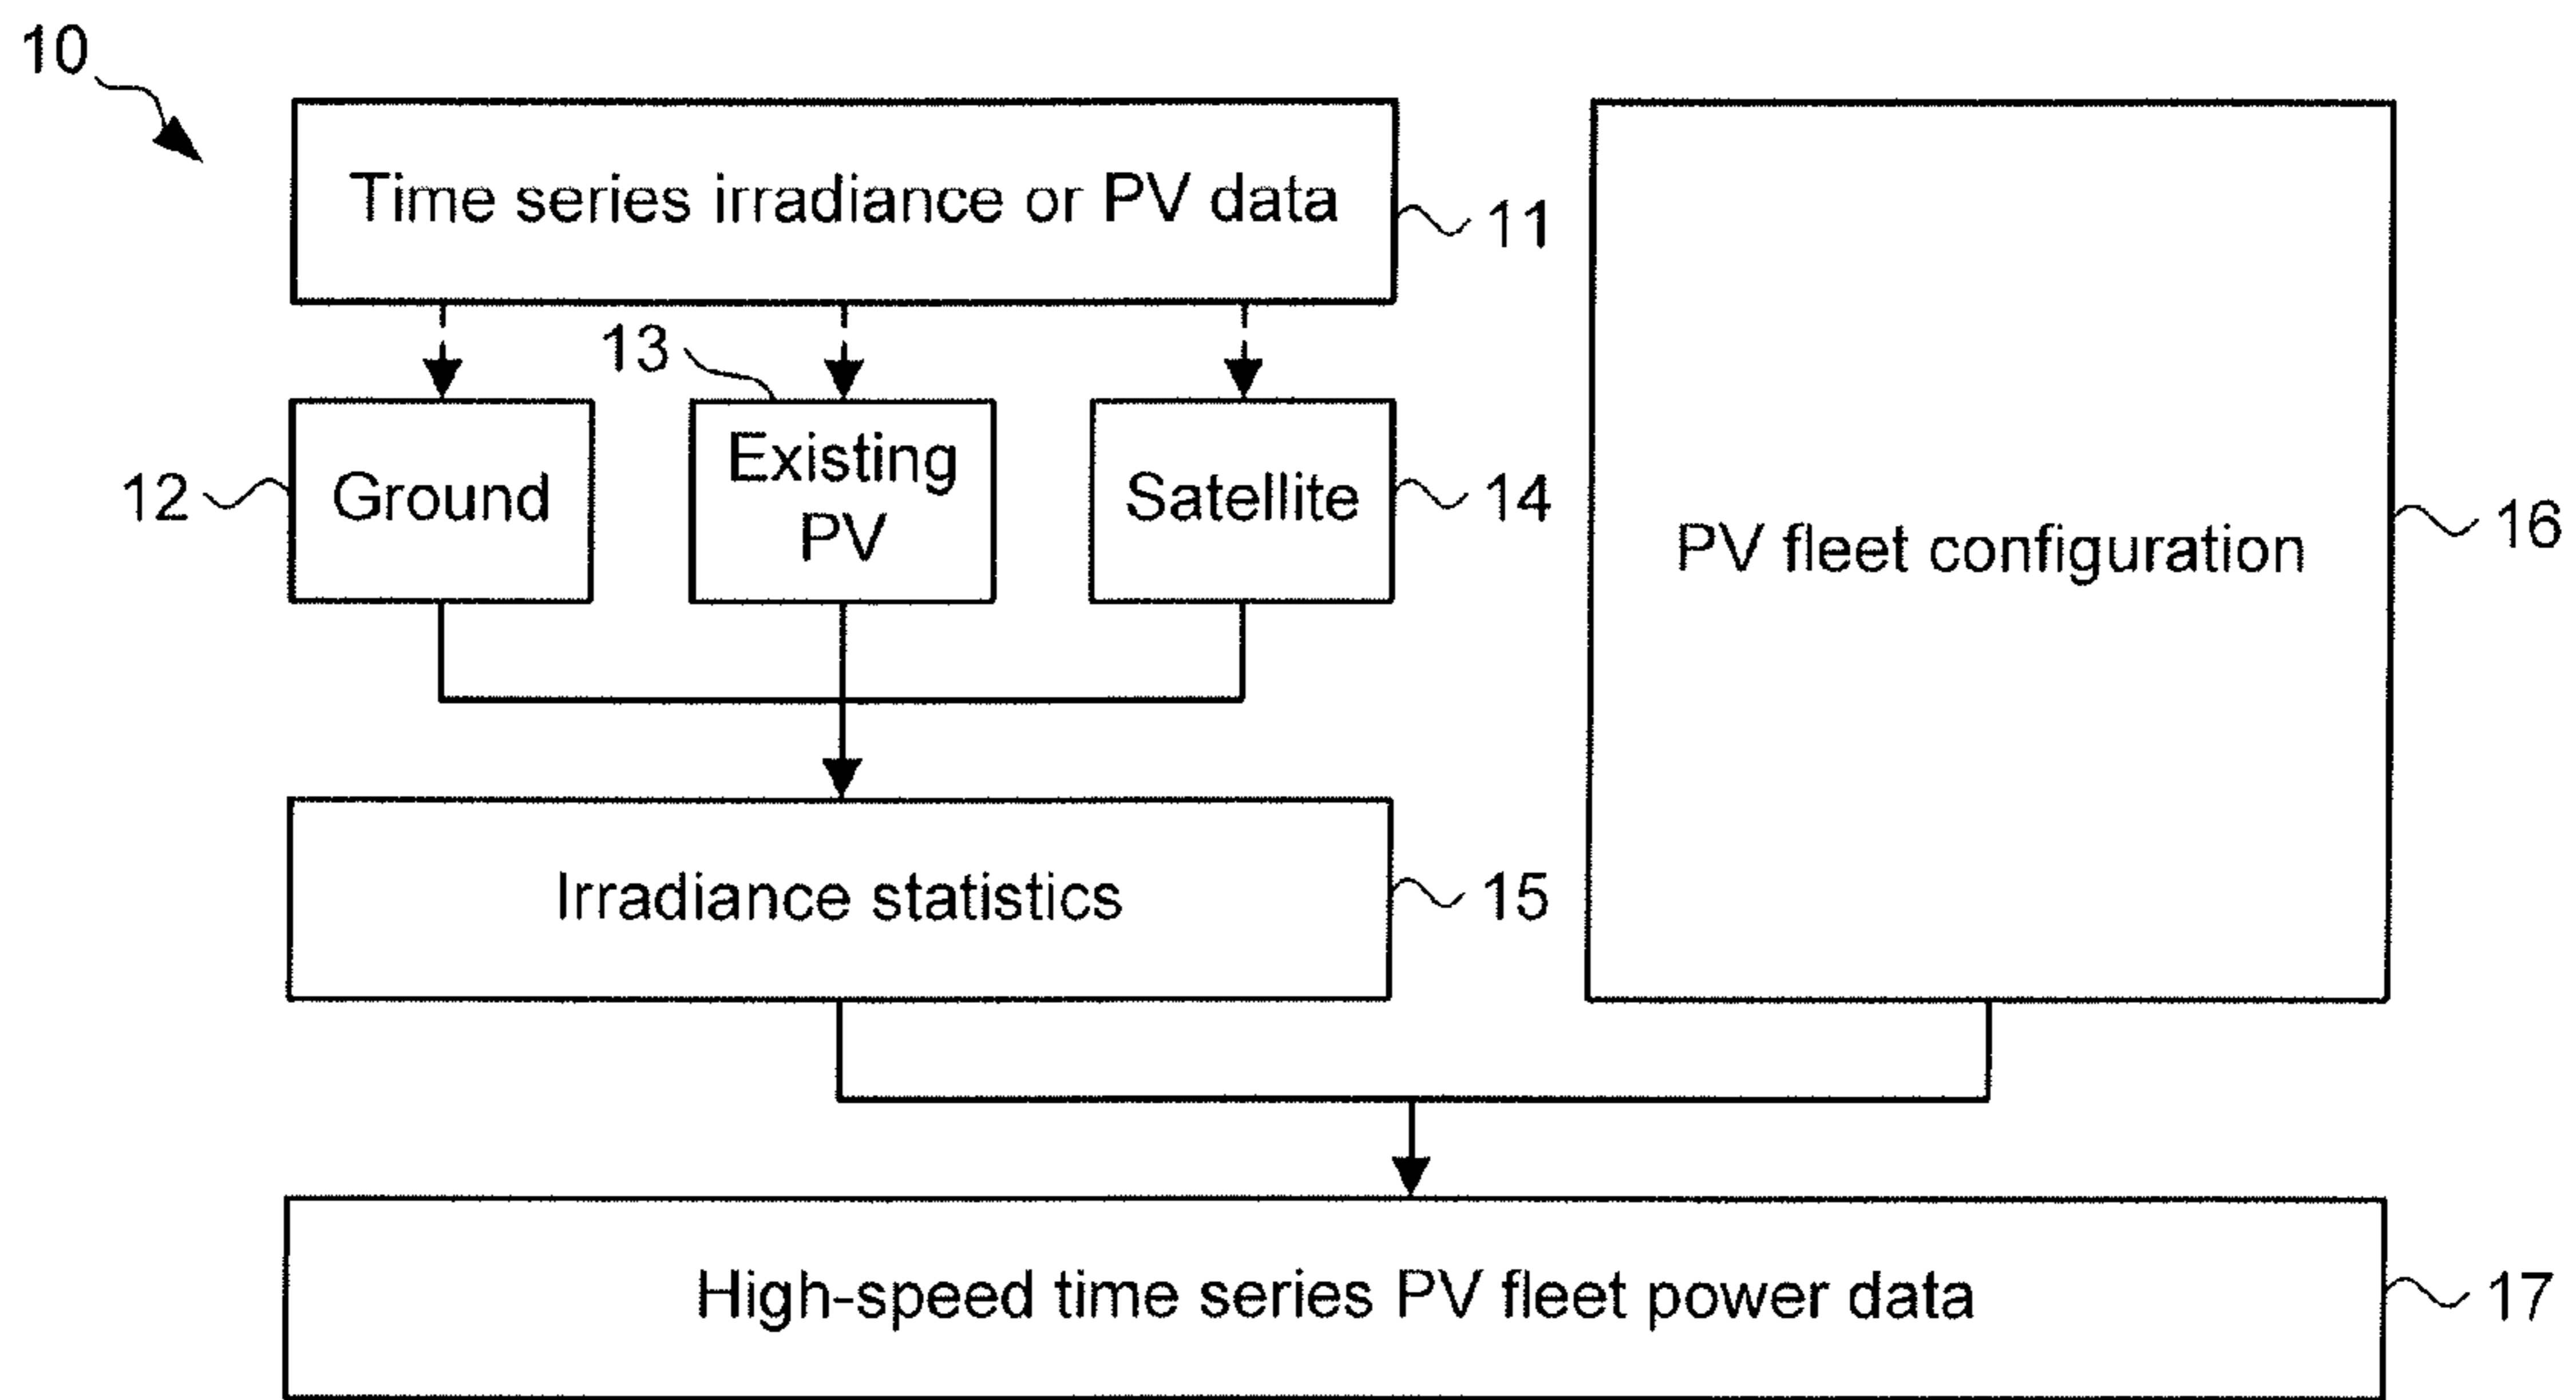 10
Time series irradiance or PV data
11
13
12
Ground
Existing
PV
Satellite
14
PV fleet configuration
16
Irradiance statistics
15
High-speed time series PV fleet power data
17